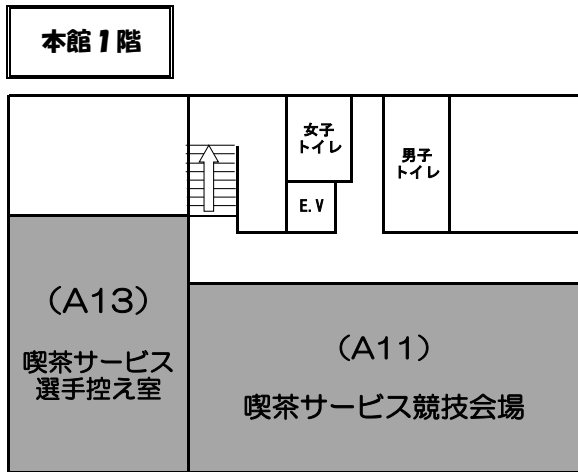 本館1階
女子
トイレ
男子
トイレ
E.V
（A13）
喫茶サービス
選手控え室
（A11）
喫茶サービス競技会場